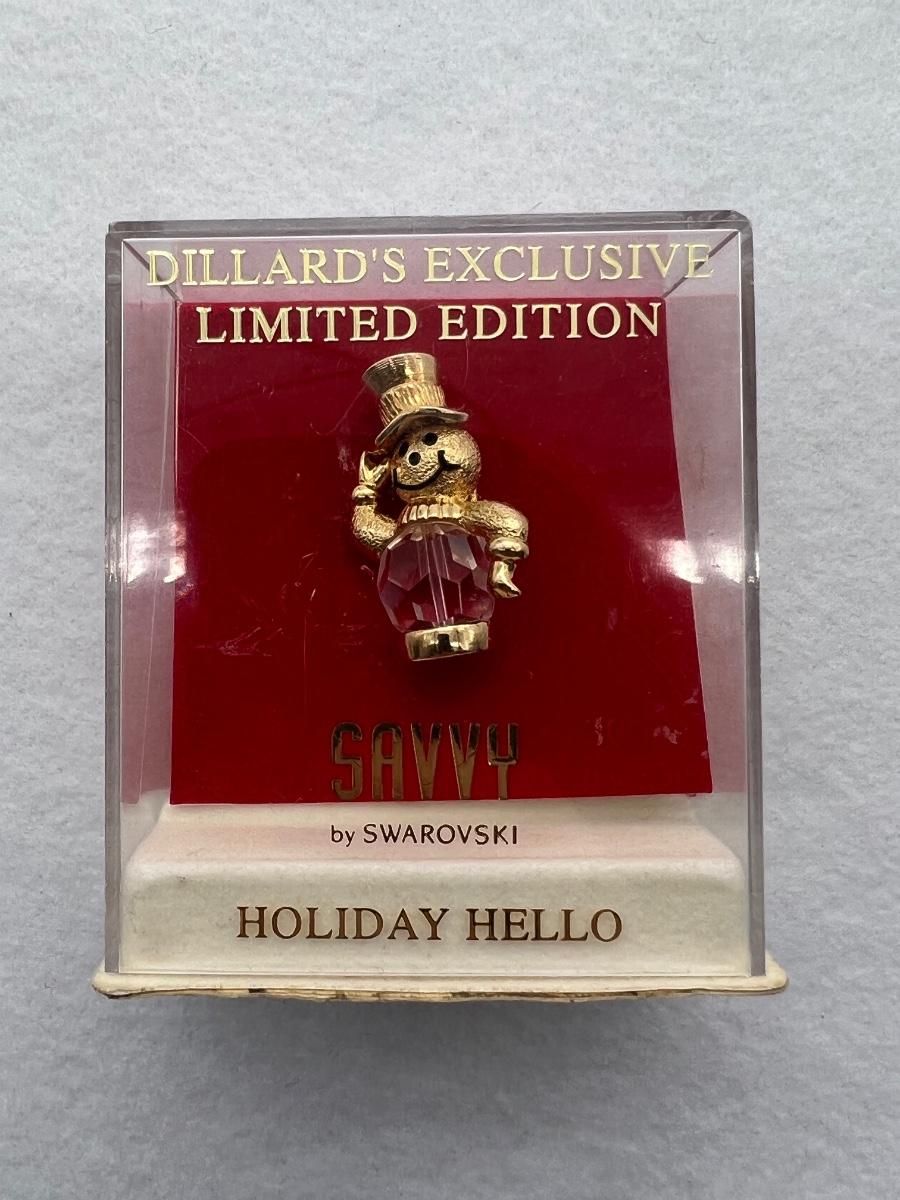 DILLARD'S EXCLUSIVE
LIMITED EDITION
SAVVY
by SWAROVSKI
HOLIDAY HELLO